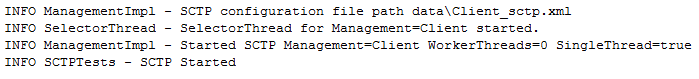 INFO ManagementImpl - SCTP configuration file path data\Client_sctp.xml
INFO SelectorThread - SelectorThread for Management=Client started.
INFO ManagementImpl - Started SCTP Management=Client WorkerThreads=0 SingleThread=true
INFO SCTPTests - SCTP Started